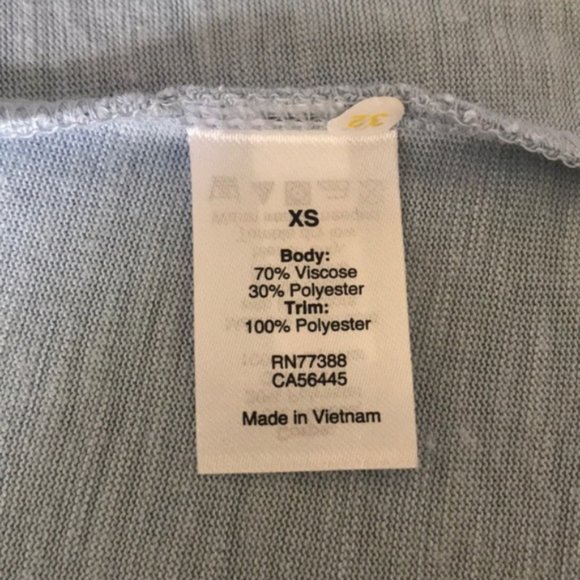 32
XS
Body:
70% Viscose
30% Polyester
Trim:
100% Polyester
RN77388
CA56445
Made in Vietnam